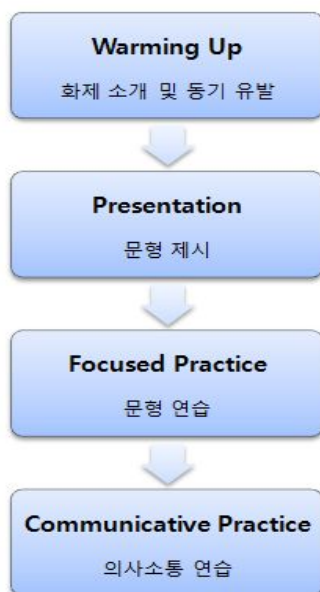 Warming Up
화제 소개 및 동기 유발
Presentation
문형 제시
Focused Practice
문형 연습
Communicative Practice
의사소통 연습